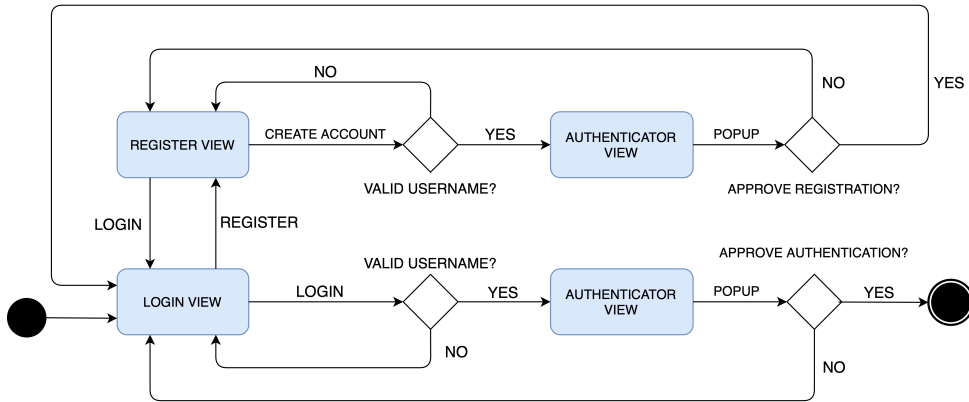 NO
NO
YES
REGISTER VIEW
CREATE ACCOUNT
YES
AUTHENTICATOR
VIEW
POPUP
VALID USERNAME?
APPROVE REGISTRATION?
LOGIN
REGISTER
VALID USERNAME?
APPROVE AUTHENTICATION?
LOGIN VIEW
LOGIN
YES
AUTHENTICATOR
VIEW
POPUP
YES
NO
NO